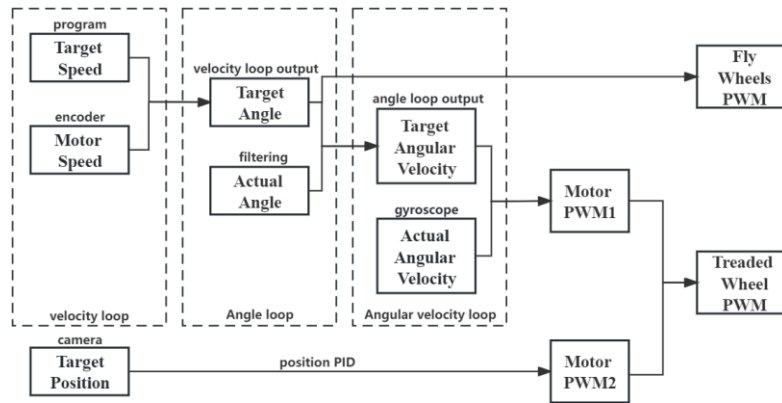 program
Target
Speed
encoder
Motor
Speed
velocity loop
velocity loop output
Target
Angle
filtering
Actual
Angle
Angle loop
angle loop output
Target
Angular
Velocity
gyroscope
Actual
Angular
Velocity
Angular velocity loop
Motor
PWM1
Fly
Wheels
PWM
Treaded
Wheel
PWM
camera
Target
Position
position PID
Motor
PWM2